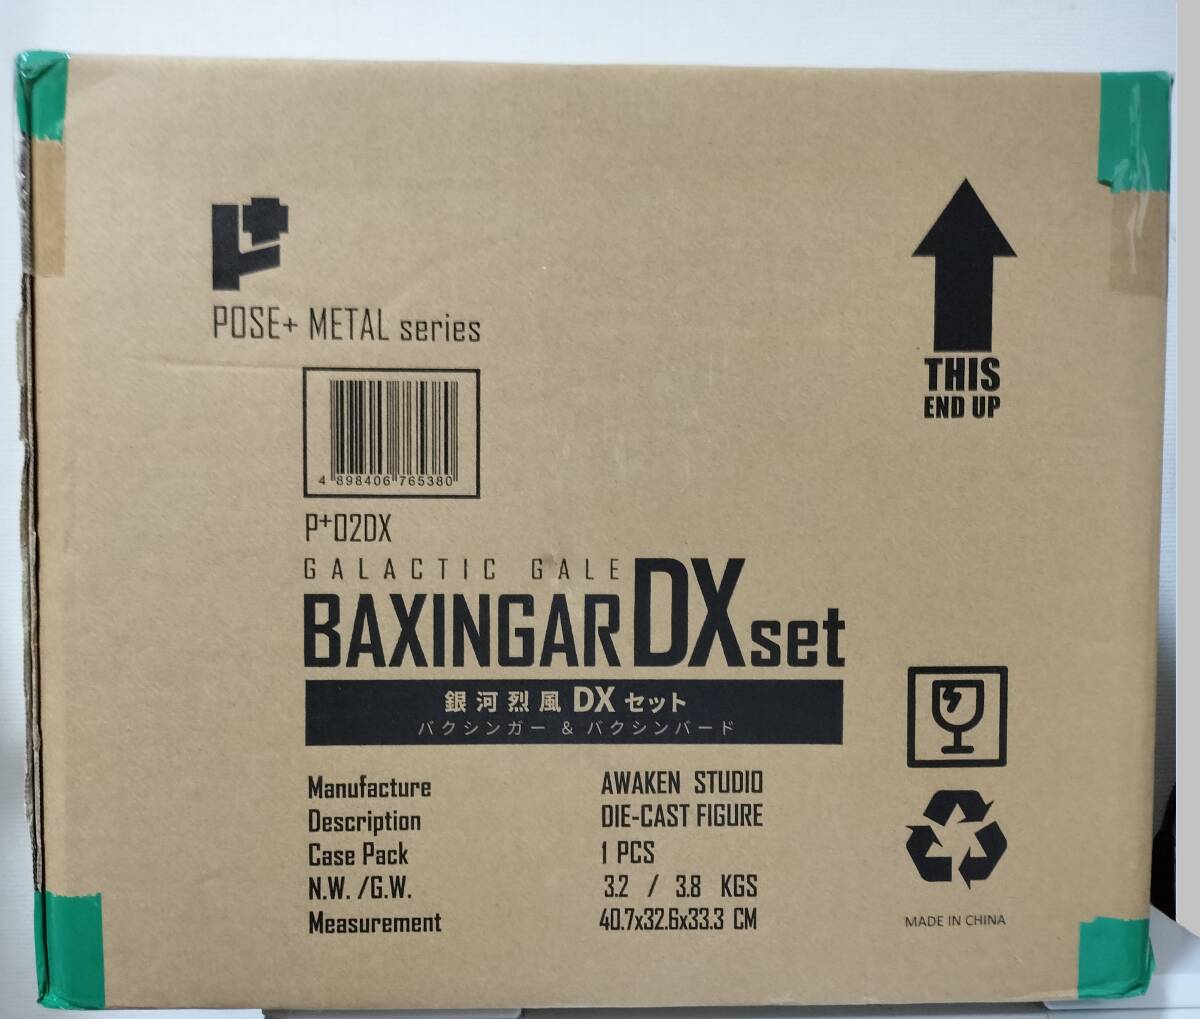 POSE+ METAL series
THIS
END UP
4 898406 765380
P+02DX
GALACTIC GALE
BAXINGAR DX set
銀河烈風 DX セット
バクシンガー & バクシンバード
Manufacture AWAKEN STUDIO
Description DIE-CAST FIGURE
Case Pack 1 PCS
N.W. /G.W. 3.2 / 3.8 KGS
Measurement 40.7x32.6x33.3 CM
MADE IN CHINA